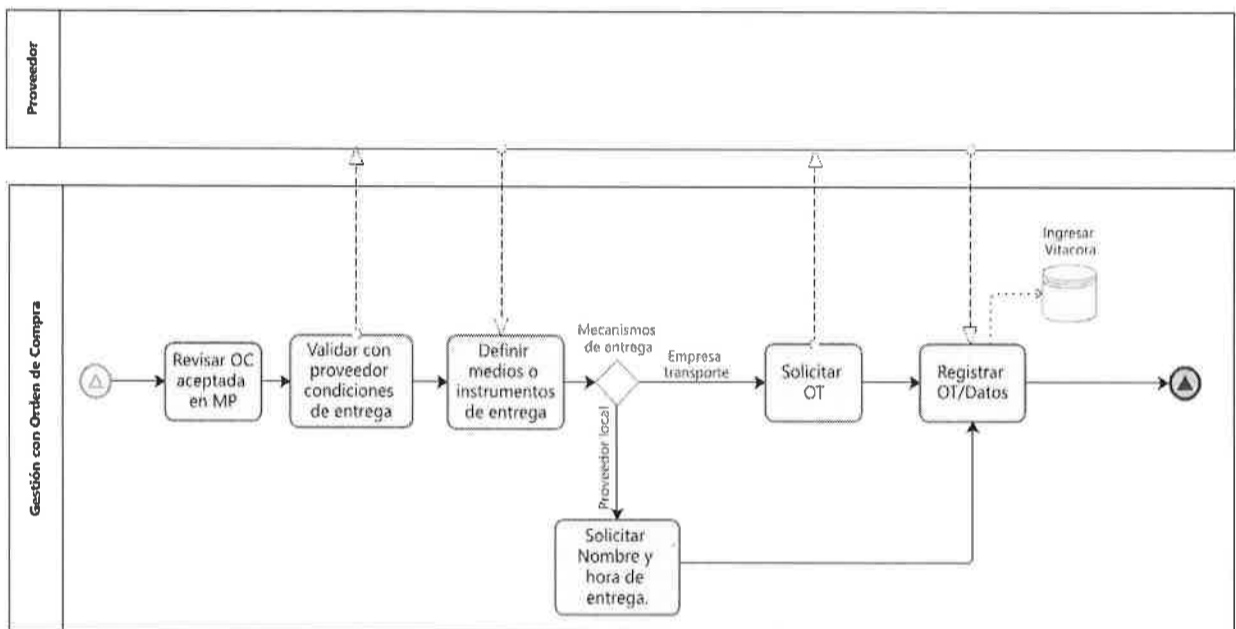 Proveedor
Gestión con Orden de Compra
Revisar OC
aceptada
en MP
Validar con
proveedor
condiciones
de entrega
Definir
medios o
instrumentos
de entrega
Mecanismos
de entrega
Empresa
transporte
Proveedor local
Solicitar
Nombre y
hora de
entrega.
Solicitar
OT
Registrar
OT/Datos
Ingresar
Vitacora